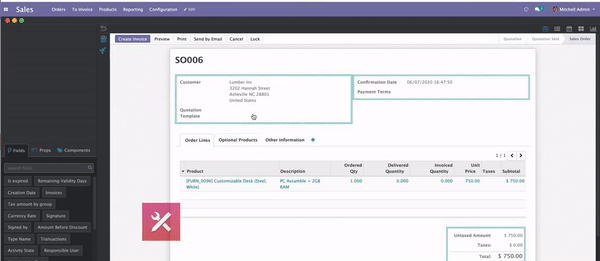 Sales Orders To Invoice Products Reporting Configuration Mitchell Admin
Create Invoice Preview Print Send by Email Cancel Lock Quotation Quotation Sent Sales Order
SO006
Customer Lumber Inc Confirmation Date 06/07/2020 16:47:50
3202 Hannah Street Payment Terms
Asheville NC 28801
United States
Quotation
Template
Order Lines Optional Products Other Information
1 / 1
Product Description Ordered Qty Delivered Quantity Invoiced Quantity Unit Price Taxes Subtotal
[FURN_0096] Customizable Desk (Steel, White) PC Assamble + 2GB RAM 1.000 0.000 0.000 750.00 $ 750.00
Untaxed Amount: $ 750.00
Taxes: $ 0.00
Total: $ 750.00
Fields Props Components
Is expired Remaining Validity Days
Creation Date Invoices
Tax amount by group
Currency Rate Signature
Signed by Amount Before Discount
Type Name Transactions
Activity State Responsible User